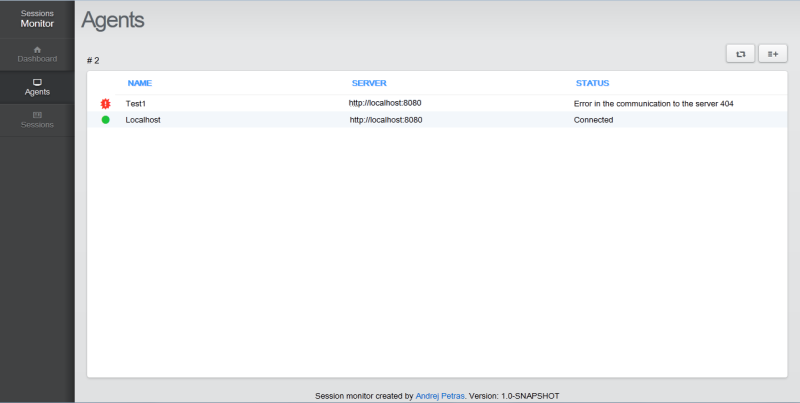 Sessions
Monitor
Dashboard
Agents
Sessions
Agents
# 2
NAME SERVER STATUS
Test1 http://localhost:8080 Error in the communication to the server 404
Localhost http://localhost:8080 Connected
Session monitor created by Andrej Petras. Version: 1.0-SNAPSHOT